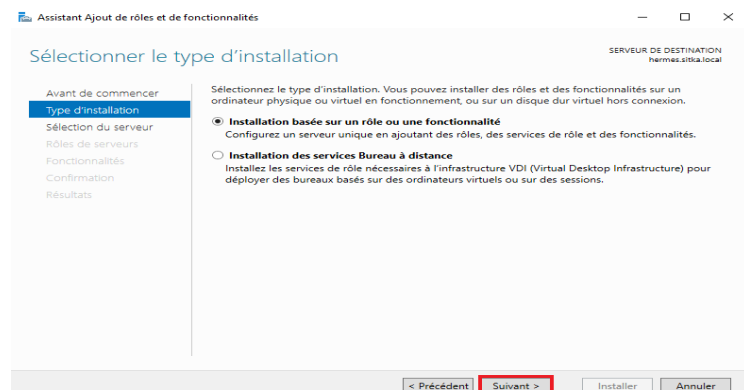 Assistant Ajout de rôles et de fonctionnalités
Sélectionner le type d'installation
SERVEUR DE DESTINATION
hermes.sitka.local
Avant de commencer
Type d'installation
Sélection du serveur
Rôles de serveurs
Fonctionnalités
Confirmation
Résultats
Sélectionnez le type d'installation. Vous pouvez installer des rôles et des fonctionnalités sur un
ordinateur physique ou virtuel en fonctionnement, ou sur un disque dur virtuel hors connexion.
Installation basée sur un rôle ou une fonctionnalité
Configurez un serveur unique en ajoutant des rôles, des services de rôle et des fonctionnalités.
Installation des services Bureau à distance
Installez les services de rôle nécessaires à l'infrastructure VDI (Virtual Desktop Infrastructure) pour
déployer des bureaux basés sur des ordinateurs virtuels ou sur des sessions.
< Précédent Suivant > Installer Annuler